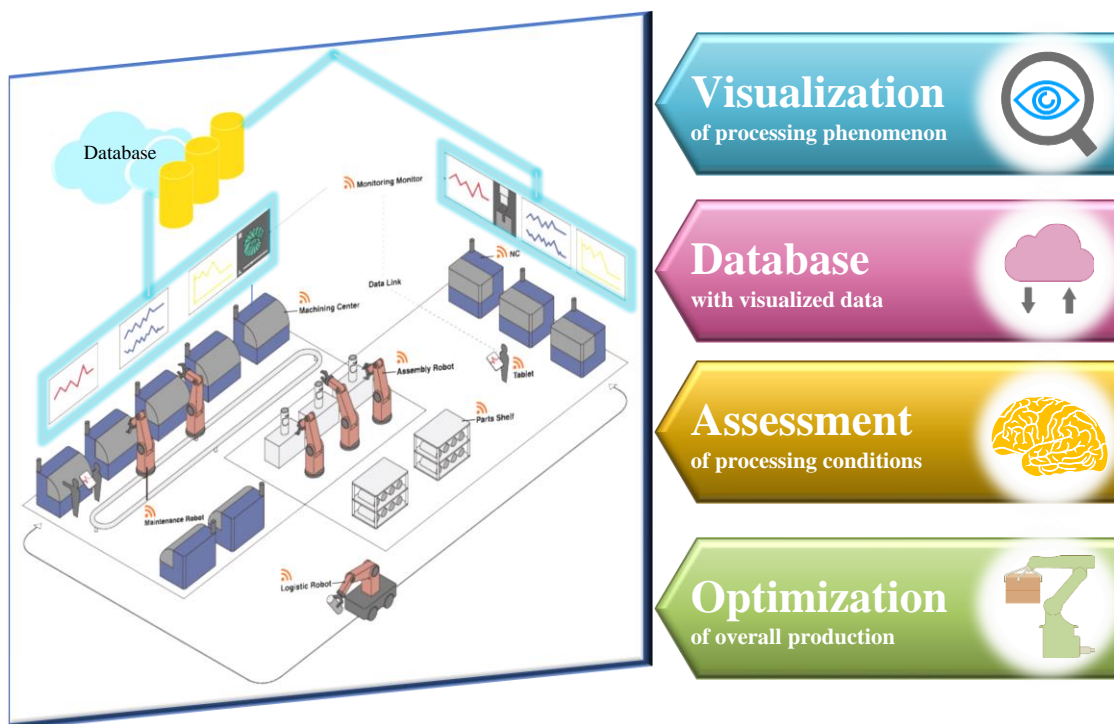 Database
Monitoring Monitor
NC
Data Link
Machining Center
Assembly Robot
Tablet
Parts Shelf
Maintenance Robot
Logistic Robot
Visualization
of processing phenomenon
Database
with visualized data
Assessment
of processing conditions
Optimization
of overall production